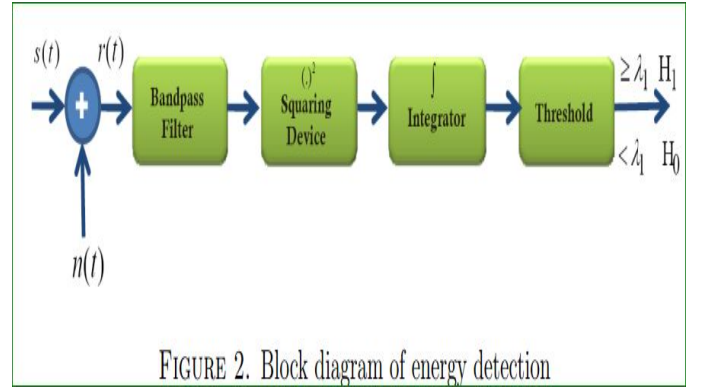 s(t)
r(t)
+
n(t)
Bandpass
Filter
(.)²
Squaring
Device
∫
Integrator
Threshold
≥ λ₁ H₁
< λ₁ H₀
FIGURE 2. Block diagram of energy detection